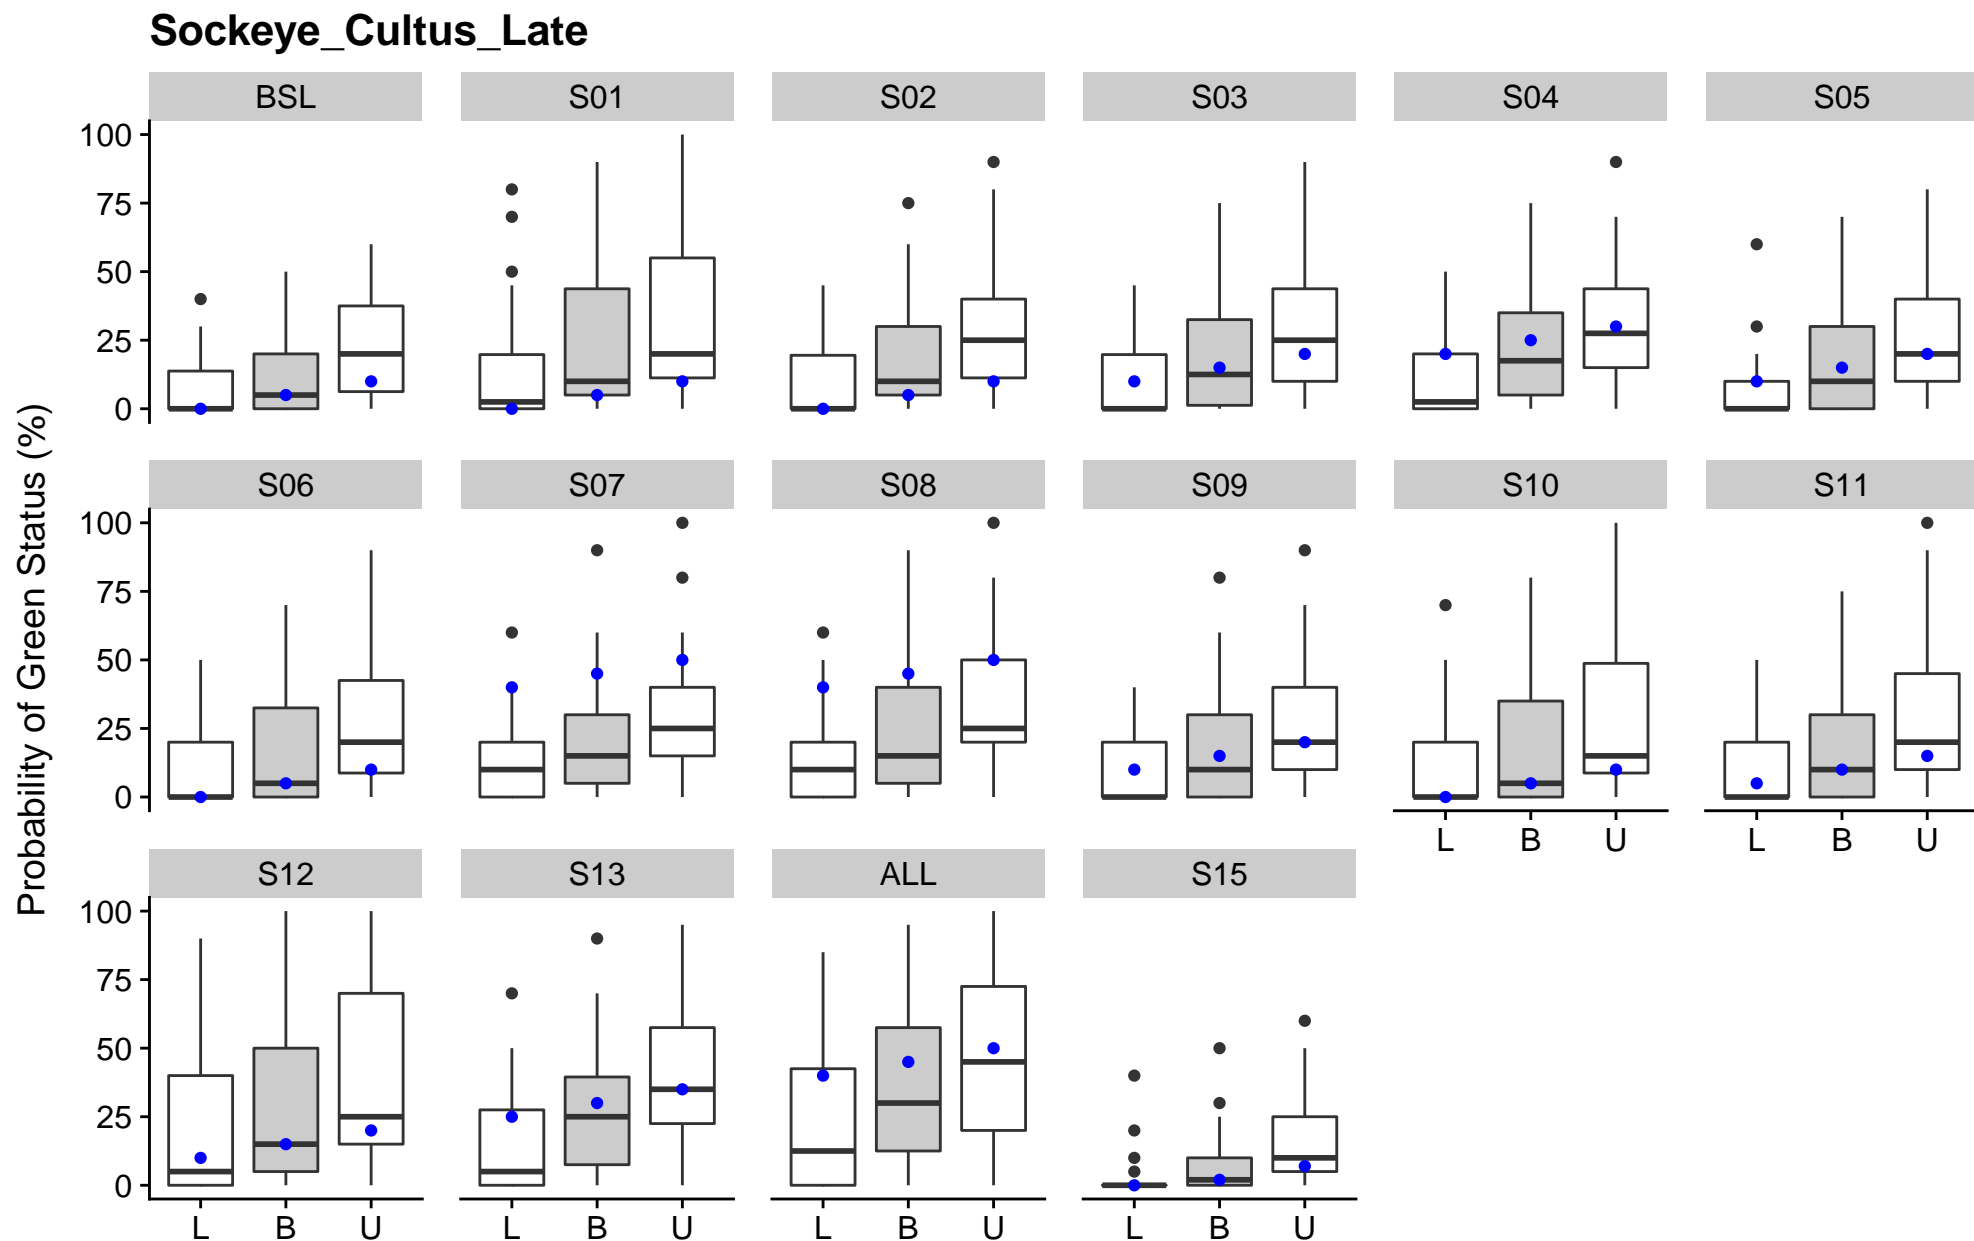 Sockeye_Cultus_Late
BSL S01 S02 S03 S04 S05
100
75
50
25
0
Probability of Green Status (%)
S06 S07 S08 S09 S10 S11
100
75
50
25
0
L B U L B U
S12 S13 ALL S15
100
75
50
25
0
L B U L B U L B U L B U